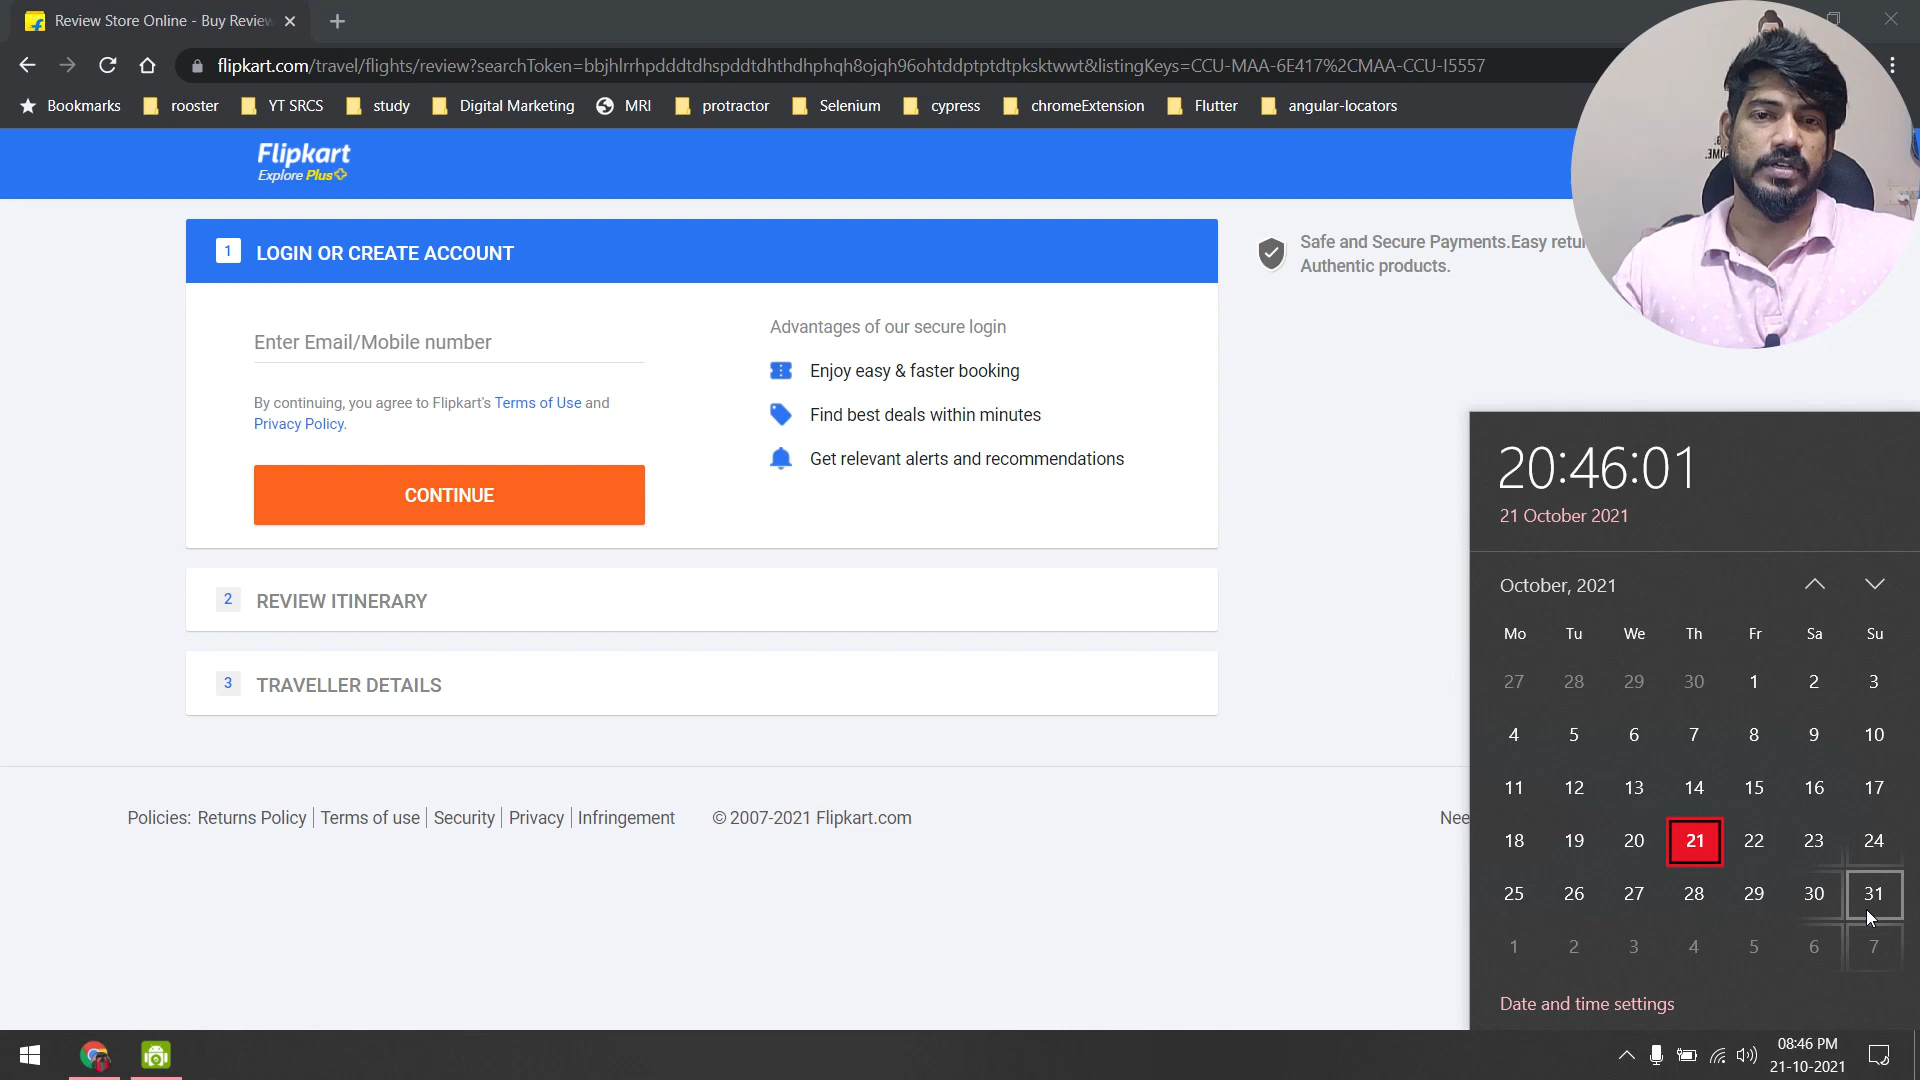 Review Store Online - Buy Review
flipkart.com/travel/flights/review?searchToken=bbjhlrrhpdddtdhspddtdhthdhphqh8ojqh96ohtddptptdtpksktwwt&listingKeys=CCU-MAA-6E417%2CMAA-CCU-I5557
Bookmarks rooster YT SRCS study Digital Marketing MRI protractor Selenium cypress chromeExtension Flutter angular-locators
Flipkart
Explore Plus
1 LOGIN OR CREATE ACCOUNT
Safe and Secure Payments.Easy retu
Authentic products.
Enter Email/Mobile number
By continuing, you agree to Flipkart's Terms of Use and
Privacy Policy.
CONTINUE
Advantages of our secure login
Enjoy easy & faster booking
Find best deals within minutes
Get relevant alerts and recommendations
2 REVIEW ITINERARY
3 TRAVELLER DETAILS
Policies: Returns Policy Terms of use Security Privacy Infringement © 2007-2021 Flipkart.com
Nee
20:46:01
21 October 2021
October, 2021
Mo Tu We Th Fr Sa Su
27 28 29 30 1 2 3
4 5 6 7 8 9 10
11 12 13 14 15 16 17
18 19 20 21 22 23 24
25 26 27 28 29 30 31
1 2 3 4 5 6 7
Date and time settings
08:46 PM
21-10-2021